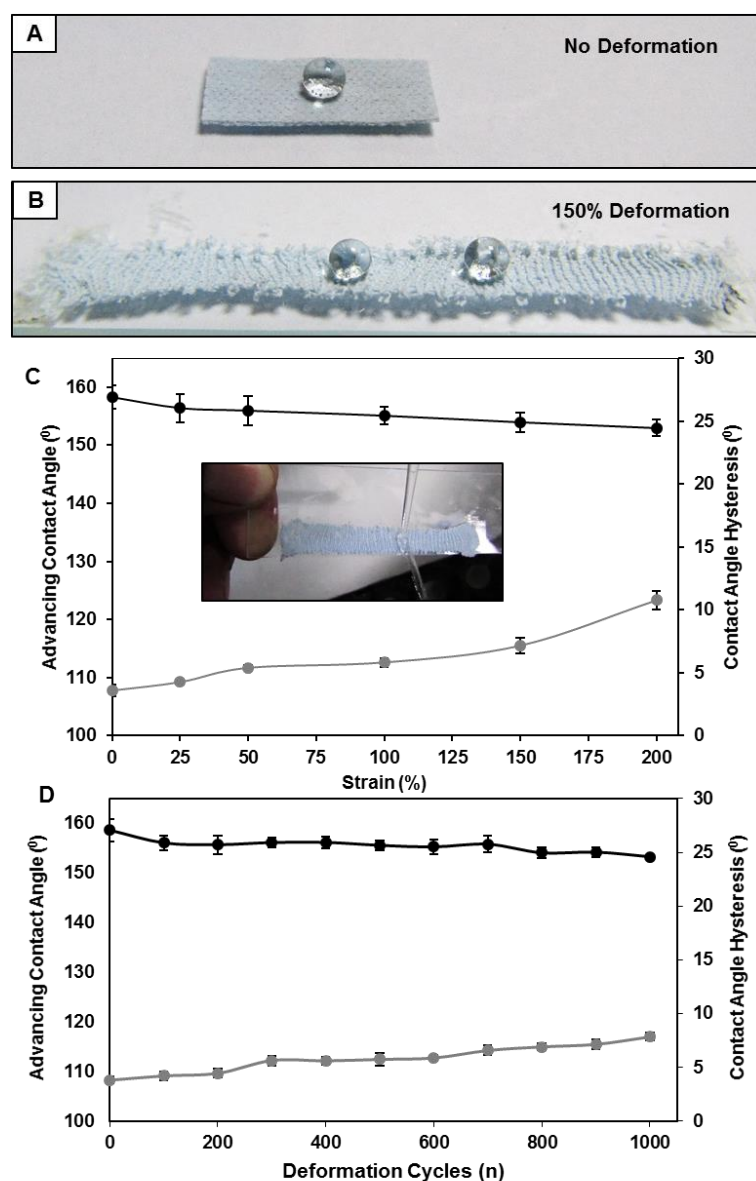 A
No Deformation
B
150% Deformation
C
Advancing Contact Angle (⁰)
160
150
140
130
120
110
100
30
25
20
15
10
5
0
Contact Angle Hysteresis (⁰)
0 25 50 75 100 125 150 175 200
Strain (%)
D
Advancing Contact Angle (⁰)
160
150
140
130
120
110
100
30
25
20
15
10
5
0
Contact Angle Hysteresis (⁰)
0 200 400 600 800 1000
Deformation Cycles (n)